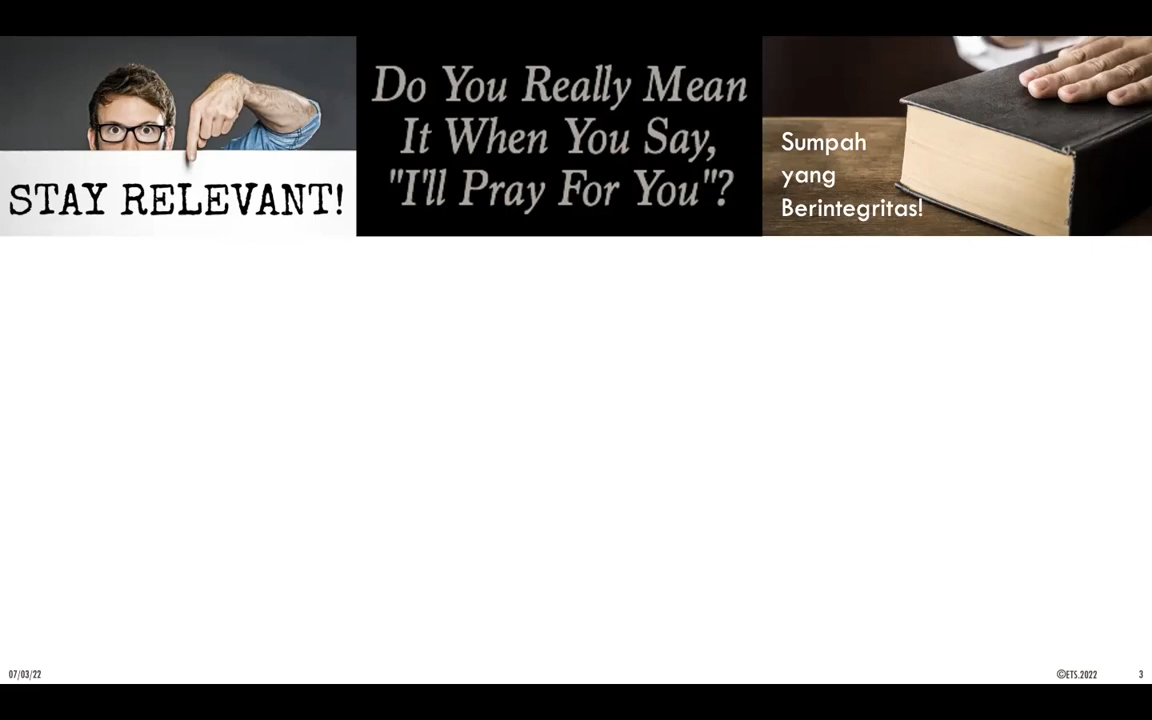 STAY RELEVANT!
Do You Really Mean
It When You Say,
"I'll Pray For You"?
Sumpah
yang
Berintegritas!
07/03/22
©ETS.2022
3